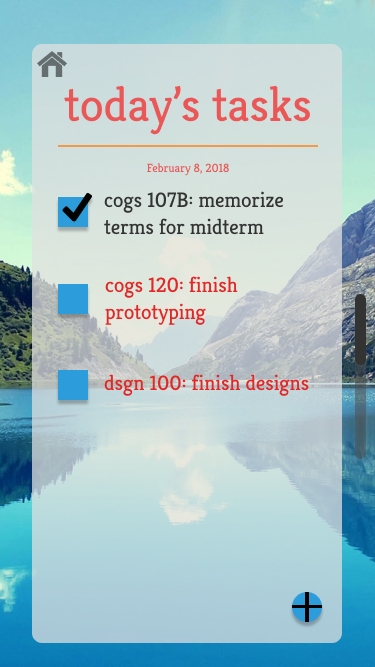 today's tasks
February 8, 2018
cogs 107B: memorize
terms for midterm
cogs 120: finish
prototyping
dsgn 100: finish designs